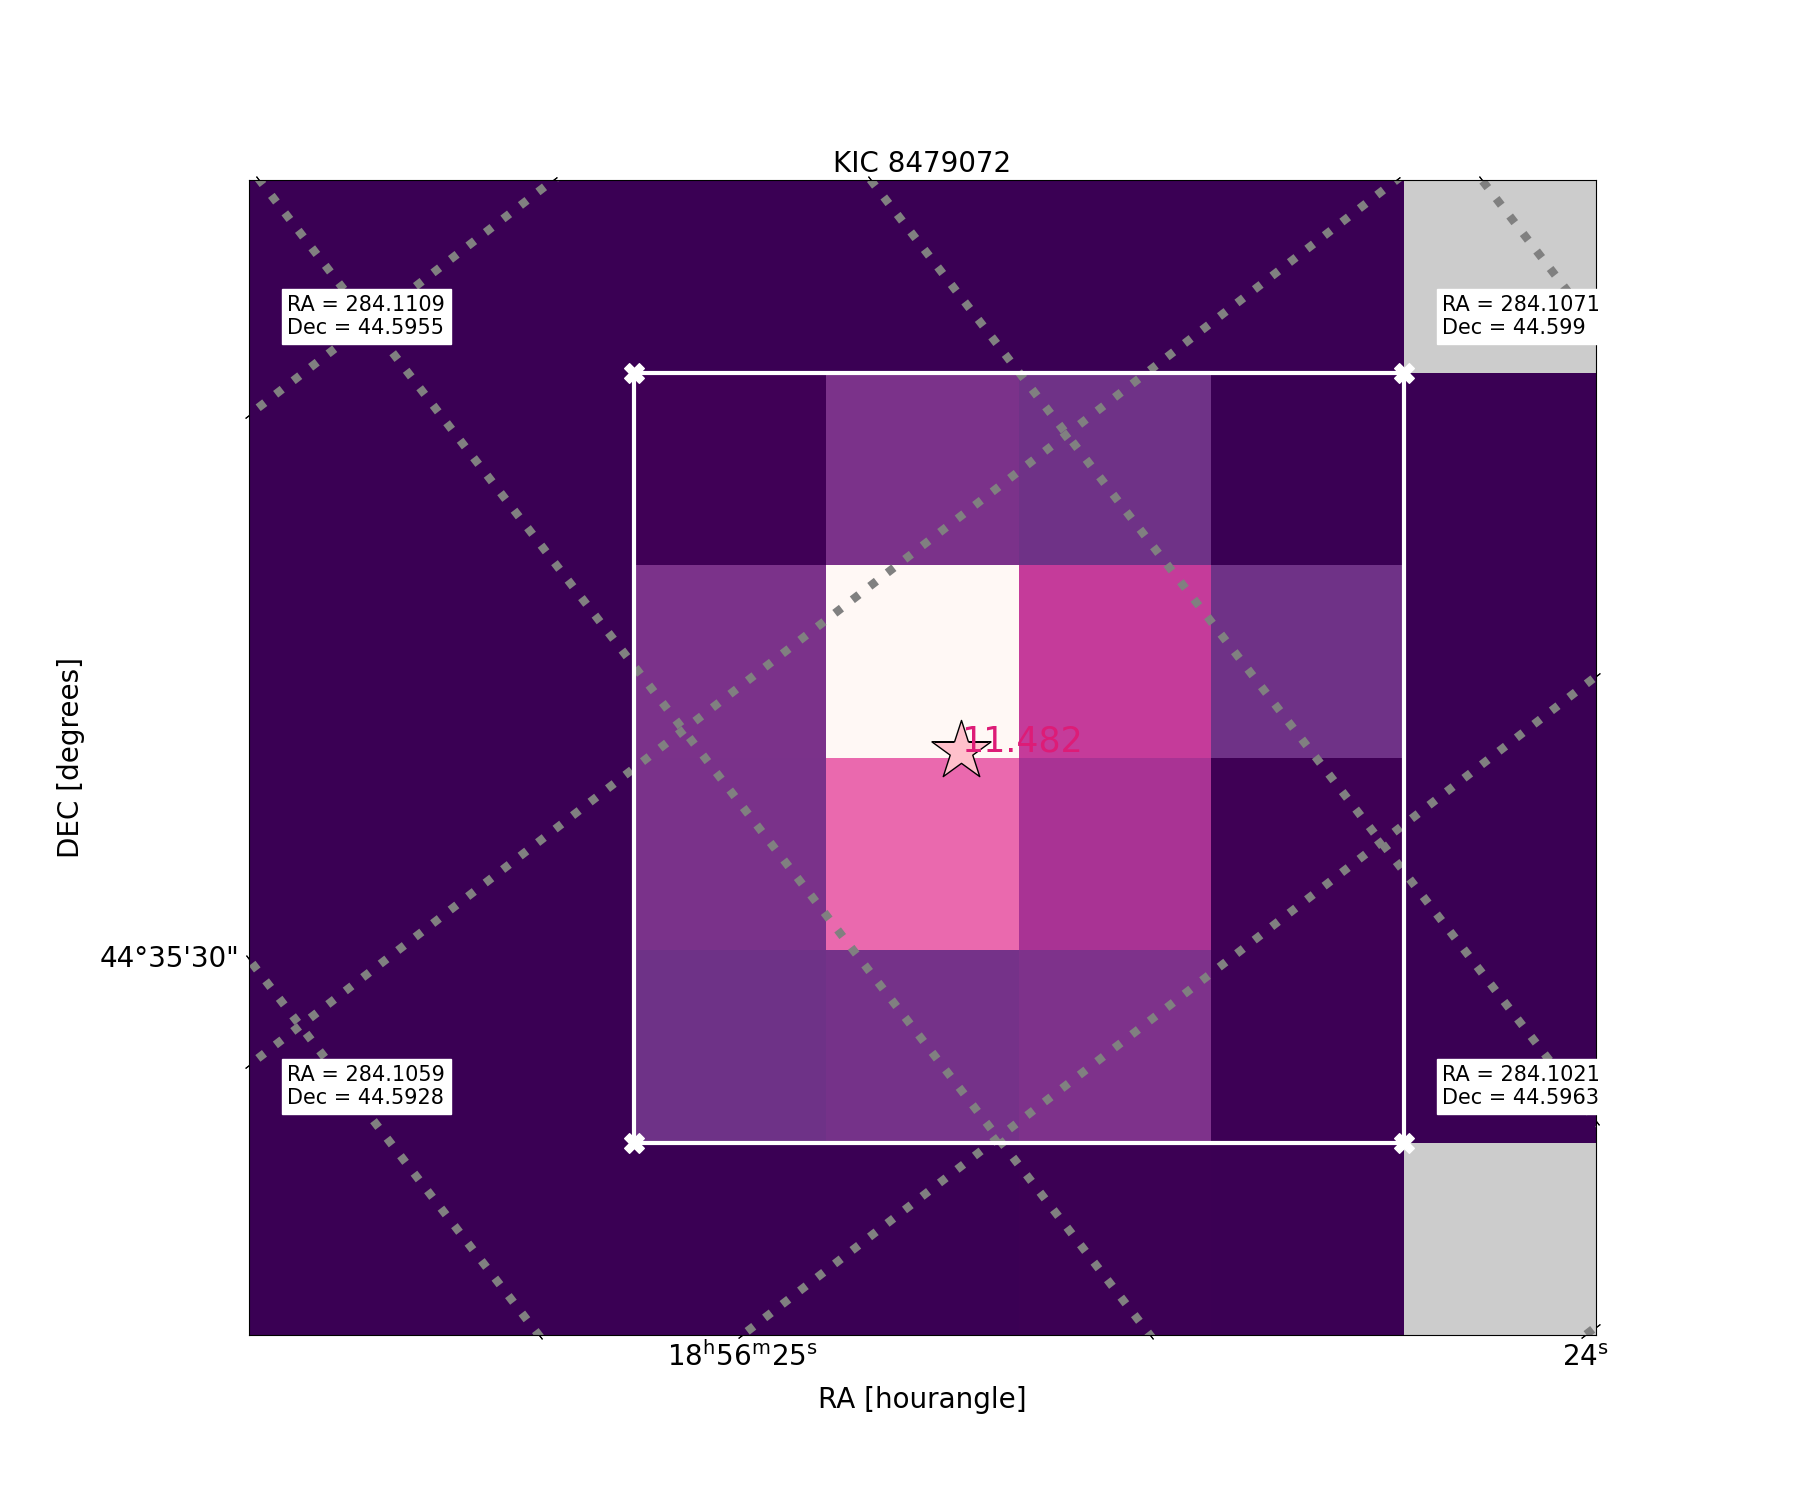 KIC 8479072
RA = 284.1109
Dec = 44.5955
RA = 284.1071
Dec = 44.599
11.482
DEC [degrees]
44°35'30"
RA = 284.1059
Dec = 44.5928
RA = 284.1021
Dec = 44.5963
18h56m25s
24s
RA [hourangle]